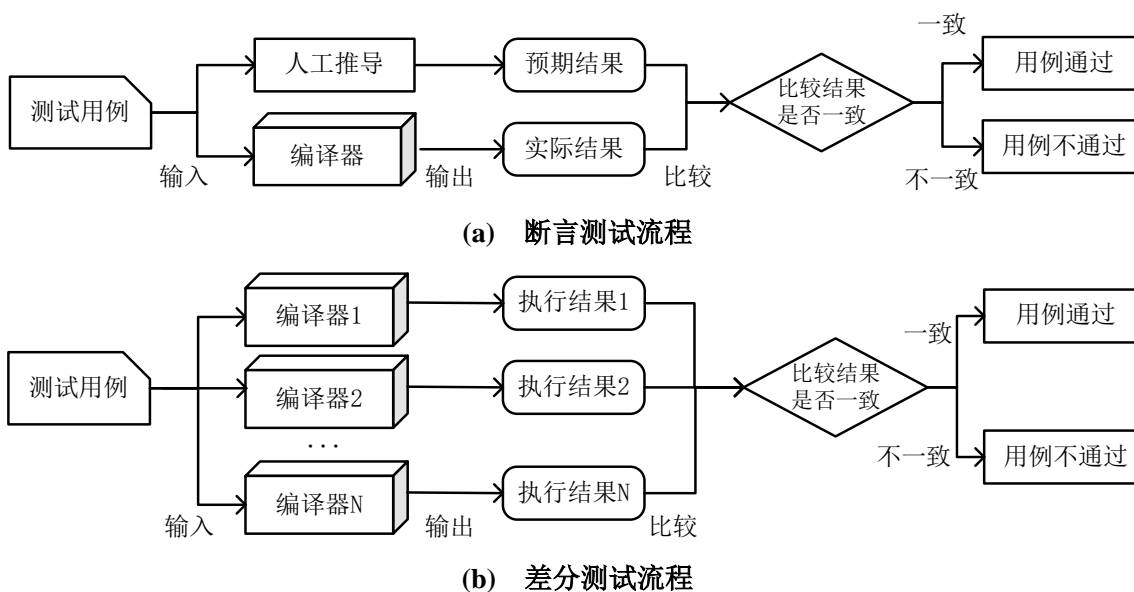 测试用例
人工推导
预期结果
编译器
实际结果
输入
输出
比较
比较结果
是否一致
一致
用例通过
用例不通过
不一致
(a) 断言测试流程
测试用例
编译器1
执行结果1
编译器2
执行结果2
...
编译器N
执行结果N
输入
输出
比较
比较结果
是否一致
一致
用例通过
不一致
用例不通过
(b) 差分测试流程